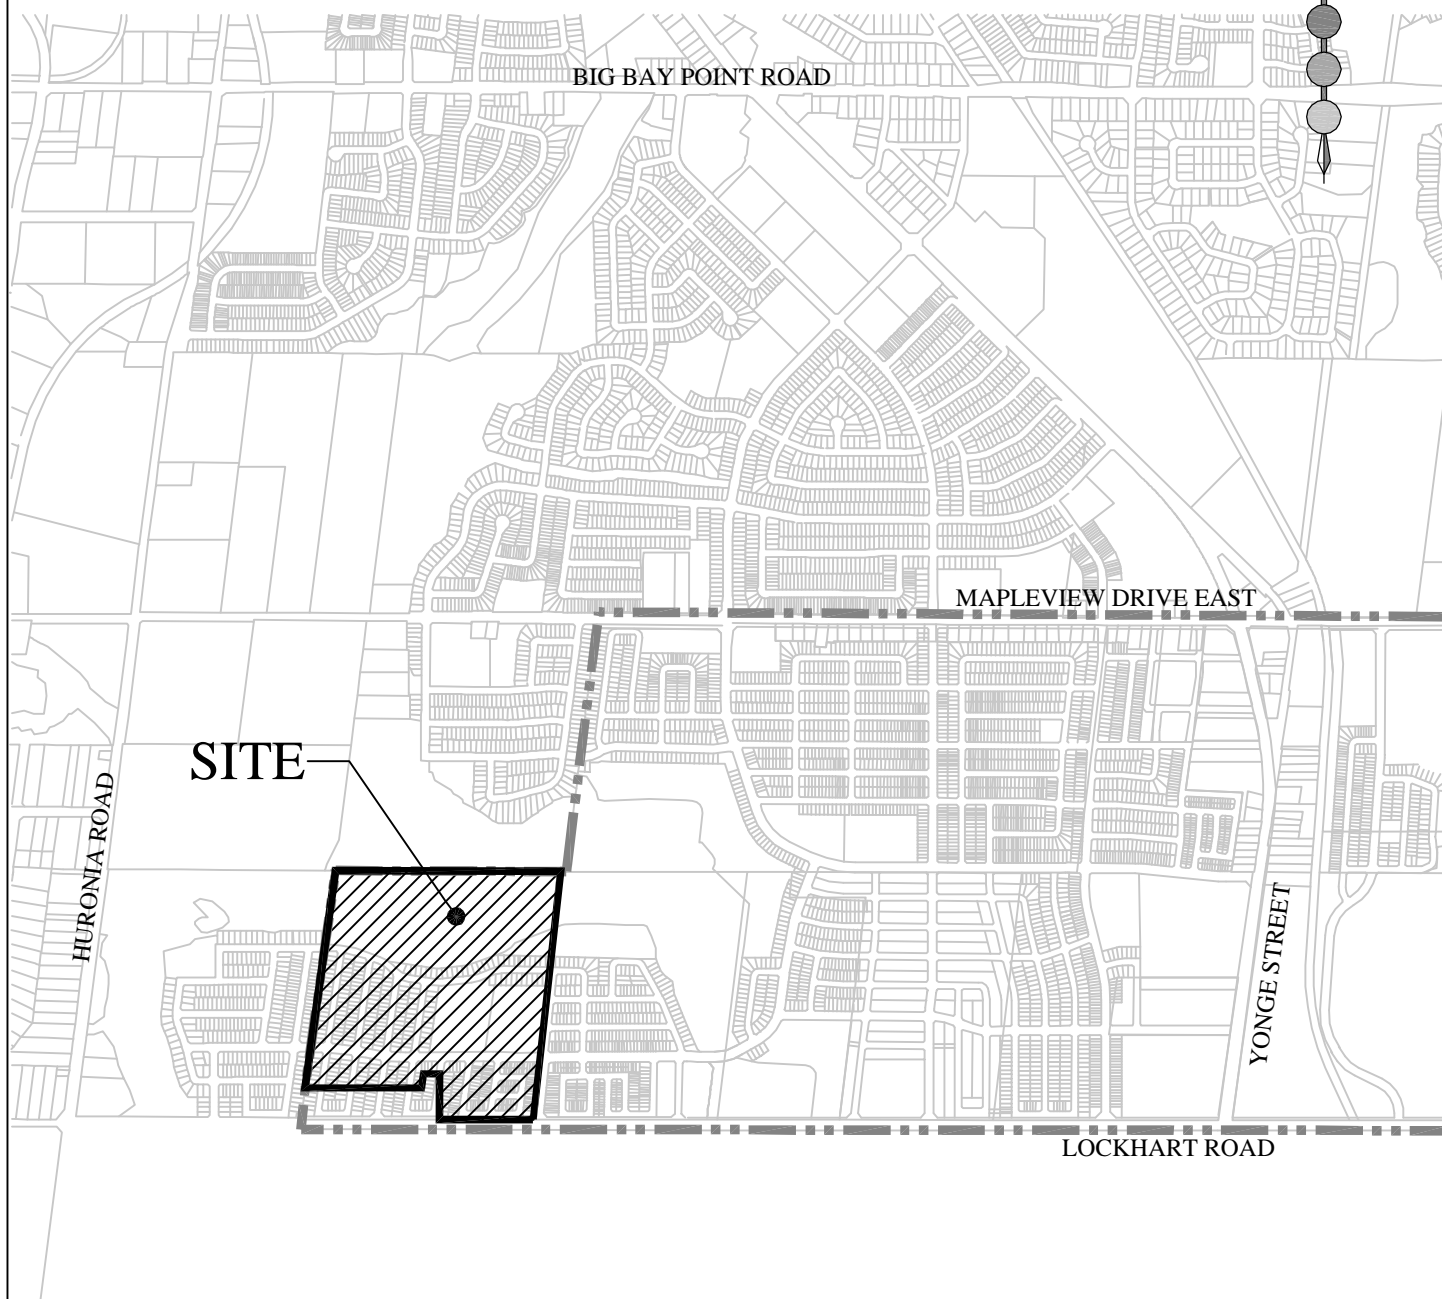 BIG BAY POINT ROAD
MAPLEVIEW DRIVE EAST
SITE
HURONIA ROAD
YONGE STREET
LOCKHART ROAD